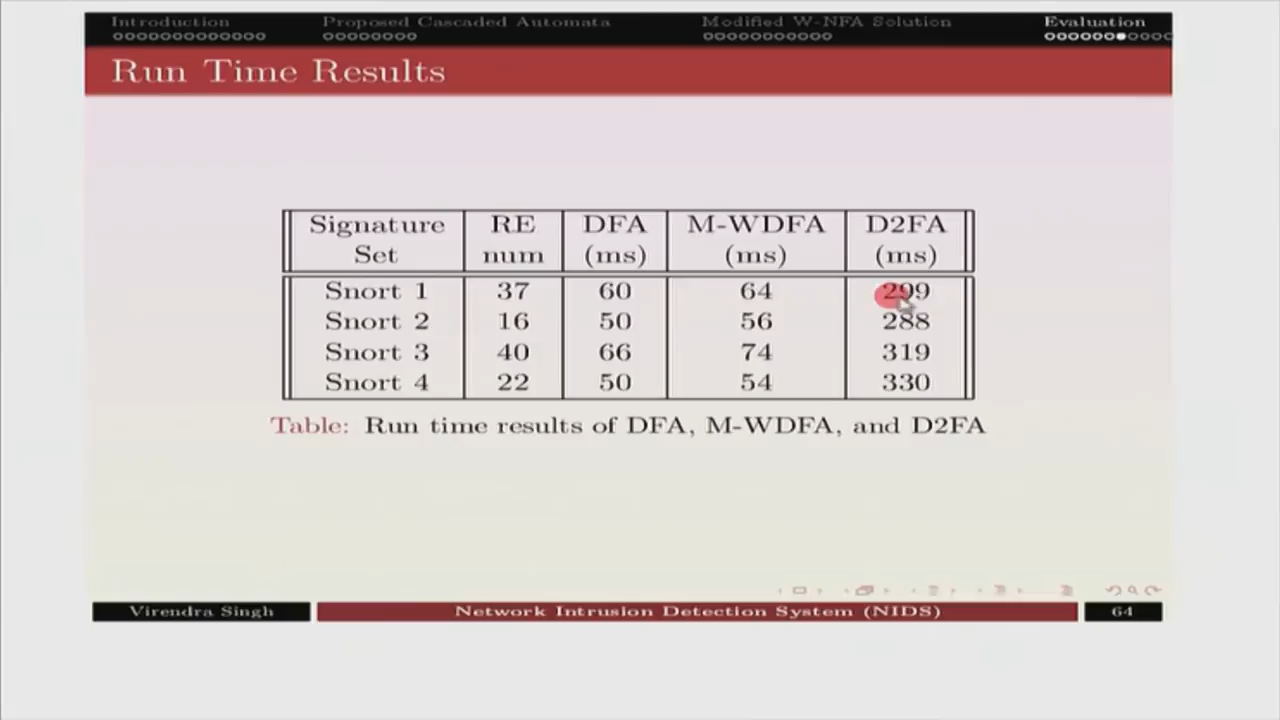 Introduction Proposed Cascaded Automata Modified W-NFA Solution Evaluation
Run Time Results
Signature Set RE num DFA (ms) M-WDFA (ms) D2FA (ms)
Snort 1 37 60 64 299
Snort 2 16 50 56 288
Snort 3 40 66 74 319
Snort 4 22 50 54 330
Table: Run time results of DFA, M-WDFA, and D2FA
Virendra Singh Network Intrusion Detection System (NIDS) 64